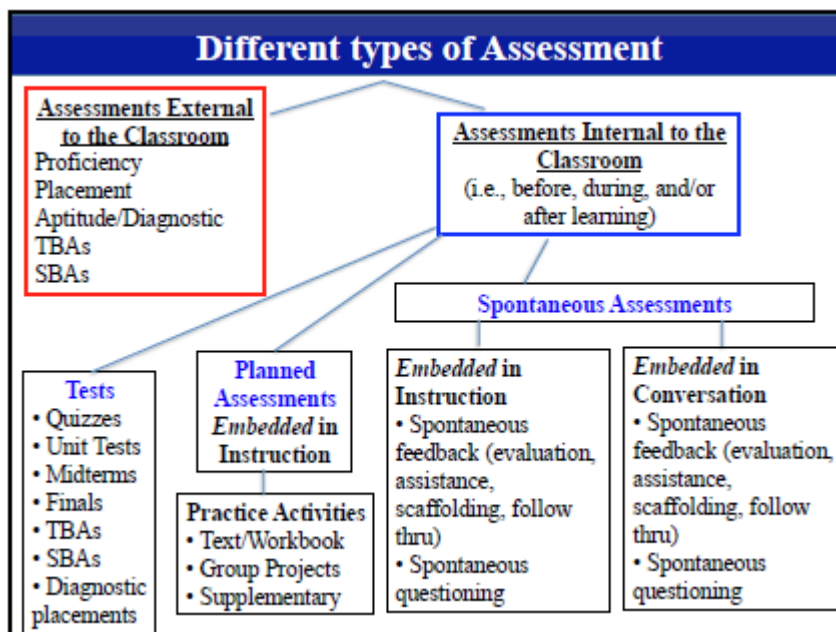 Different types of Assessment
Assessments External
to the Classroom
Proficiency
Placement
Aptitude/Diagnostic
TBAs
SBAs
Assessments Internal to the
Classroom
(i.e., before, during, and/or
after learning)
Spontaneous Assessments
Tests
• Quizzes
• Unit Tests
• Midterms
• Finals
• TBAs
• SBAs
• Diagnostic
placements
Planned
Assessments
Embedded in
Instruction
Practice Activities
• Text/Workbook
• Group Projects
• Supplementary
Embedded in
Instruction
• Spontaneous
feedback (evaluation,
assistance,
scaffolding, follow
thru)
• Spontaneous
questioning
Embedded in
Conversation
• Spontaneous
feedback (evaluation,
assistance,
scaffolding, follow
thru)
• Spontaneous
questioning